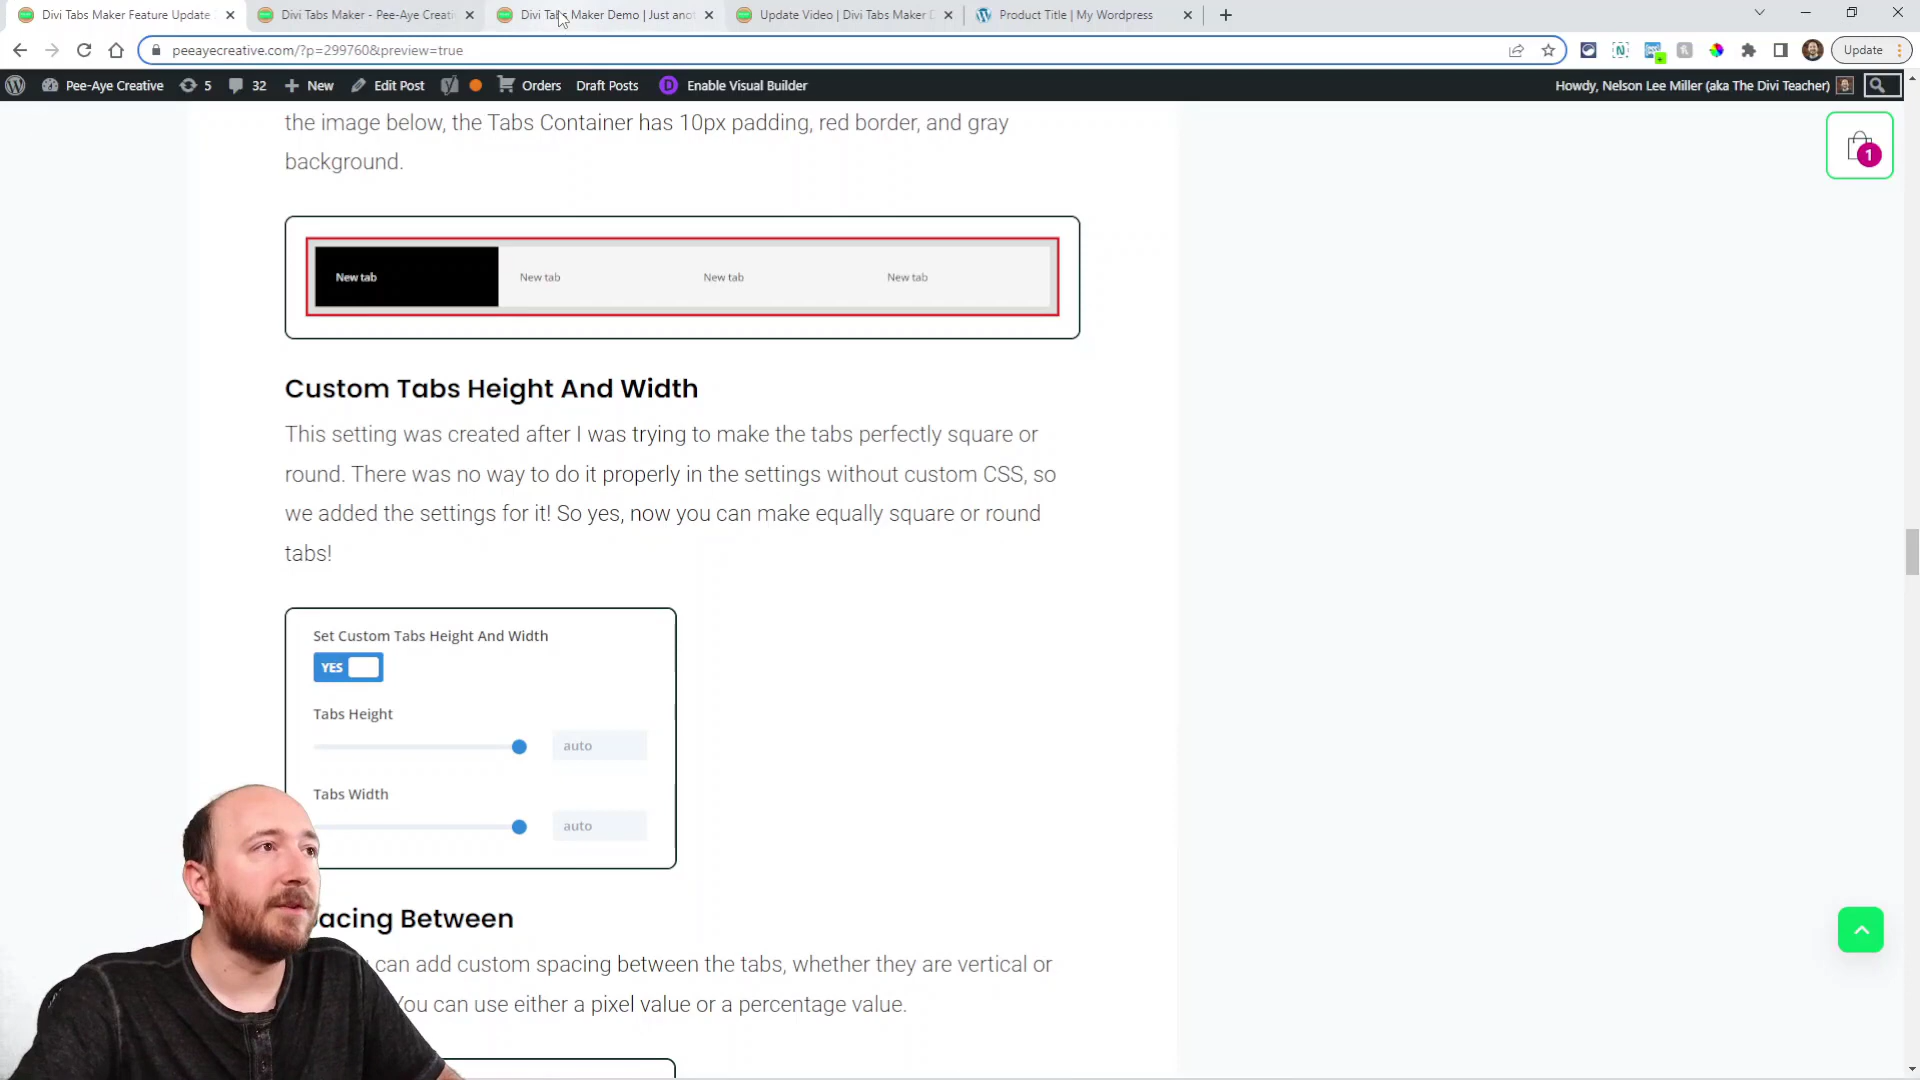 Divi Tabs Maker Feature Update
Divi Tabs Maker - Pee-Aye Creati
Divi Tabs Maker Demo | Just anot
Update Video | Divi Tabs Maker D
Product Title | My Wordpress
peeayecreative.com/?p=299760&preview=true
Update
Pee-Aye Creative
5
32
New
Edit Post
Orders
Draft Posts
D
Enable Visual Builder
Howdy, Nelson Lee Miller (aka The Divi Teacher)
1
the image below, the Tabs Container has 10px padding, red border, and gray
background.
New tab
New tab
New tab
New tab
Custom Tabs Height And Width
This setting was created after I was trying to make the tabs perfectly square or
round. There was no way to do it properly in the settings without custom CSS, so
we added the settings for it! So yes, now you can make equally square or round
tabs!
Set Custom Tabs Height And Width
YES
Tabs Height
auto
Tabs Width
auto
acing Between
can add custom spacing between the tabs, whether they are vertical or
You can use either a pixel value or a percentage value.